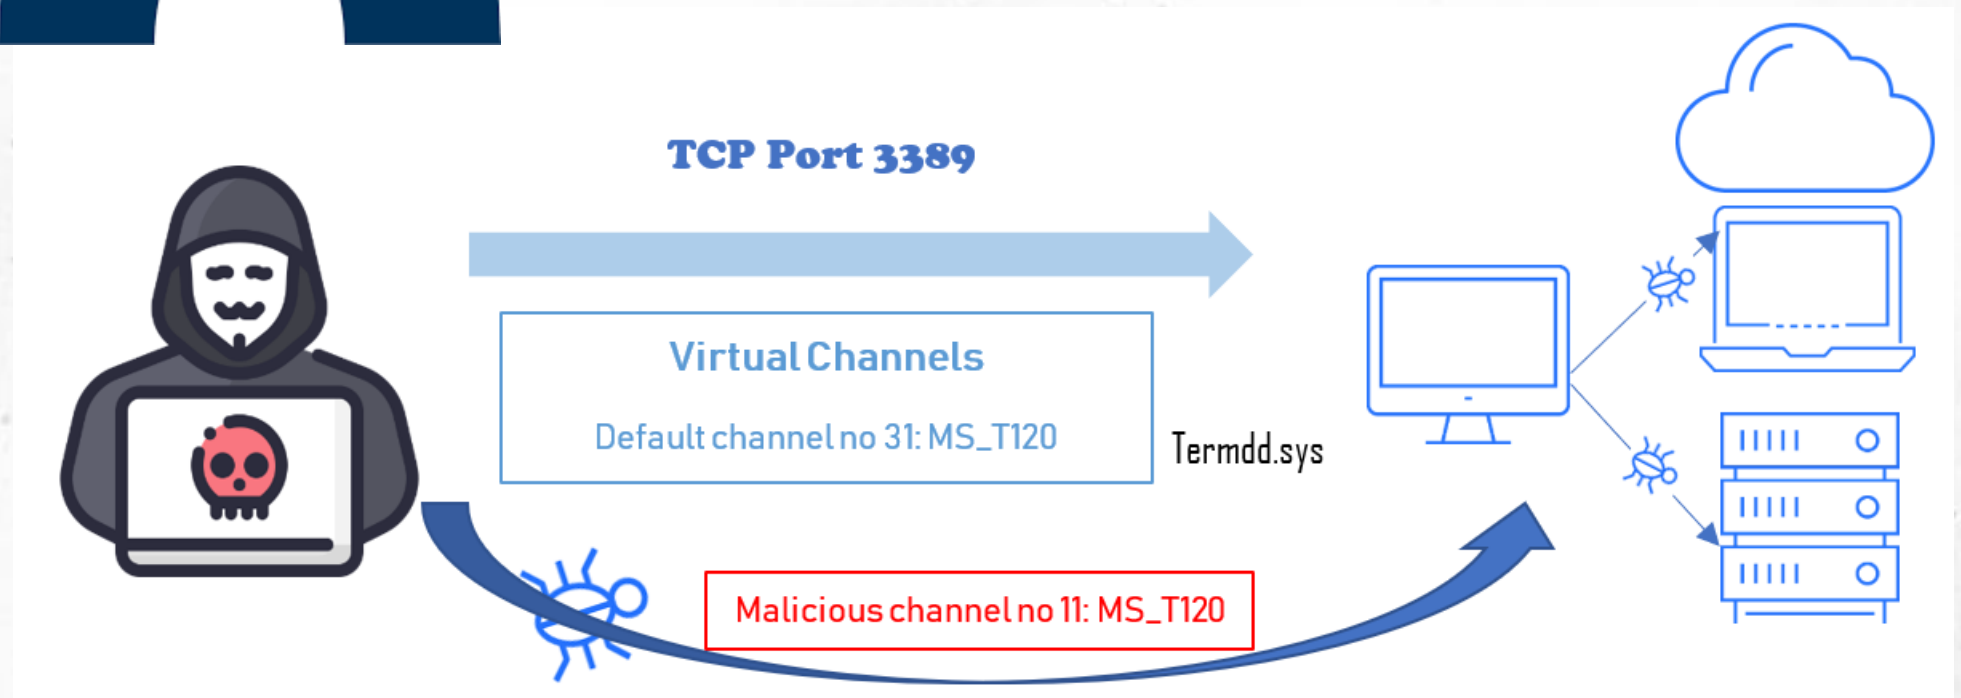 TCP Port 3389
Virtual Channels
Default channel no 31: MS_T120
Termdd.sys
Malicious channel no 11: MS_T120